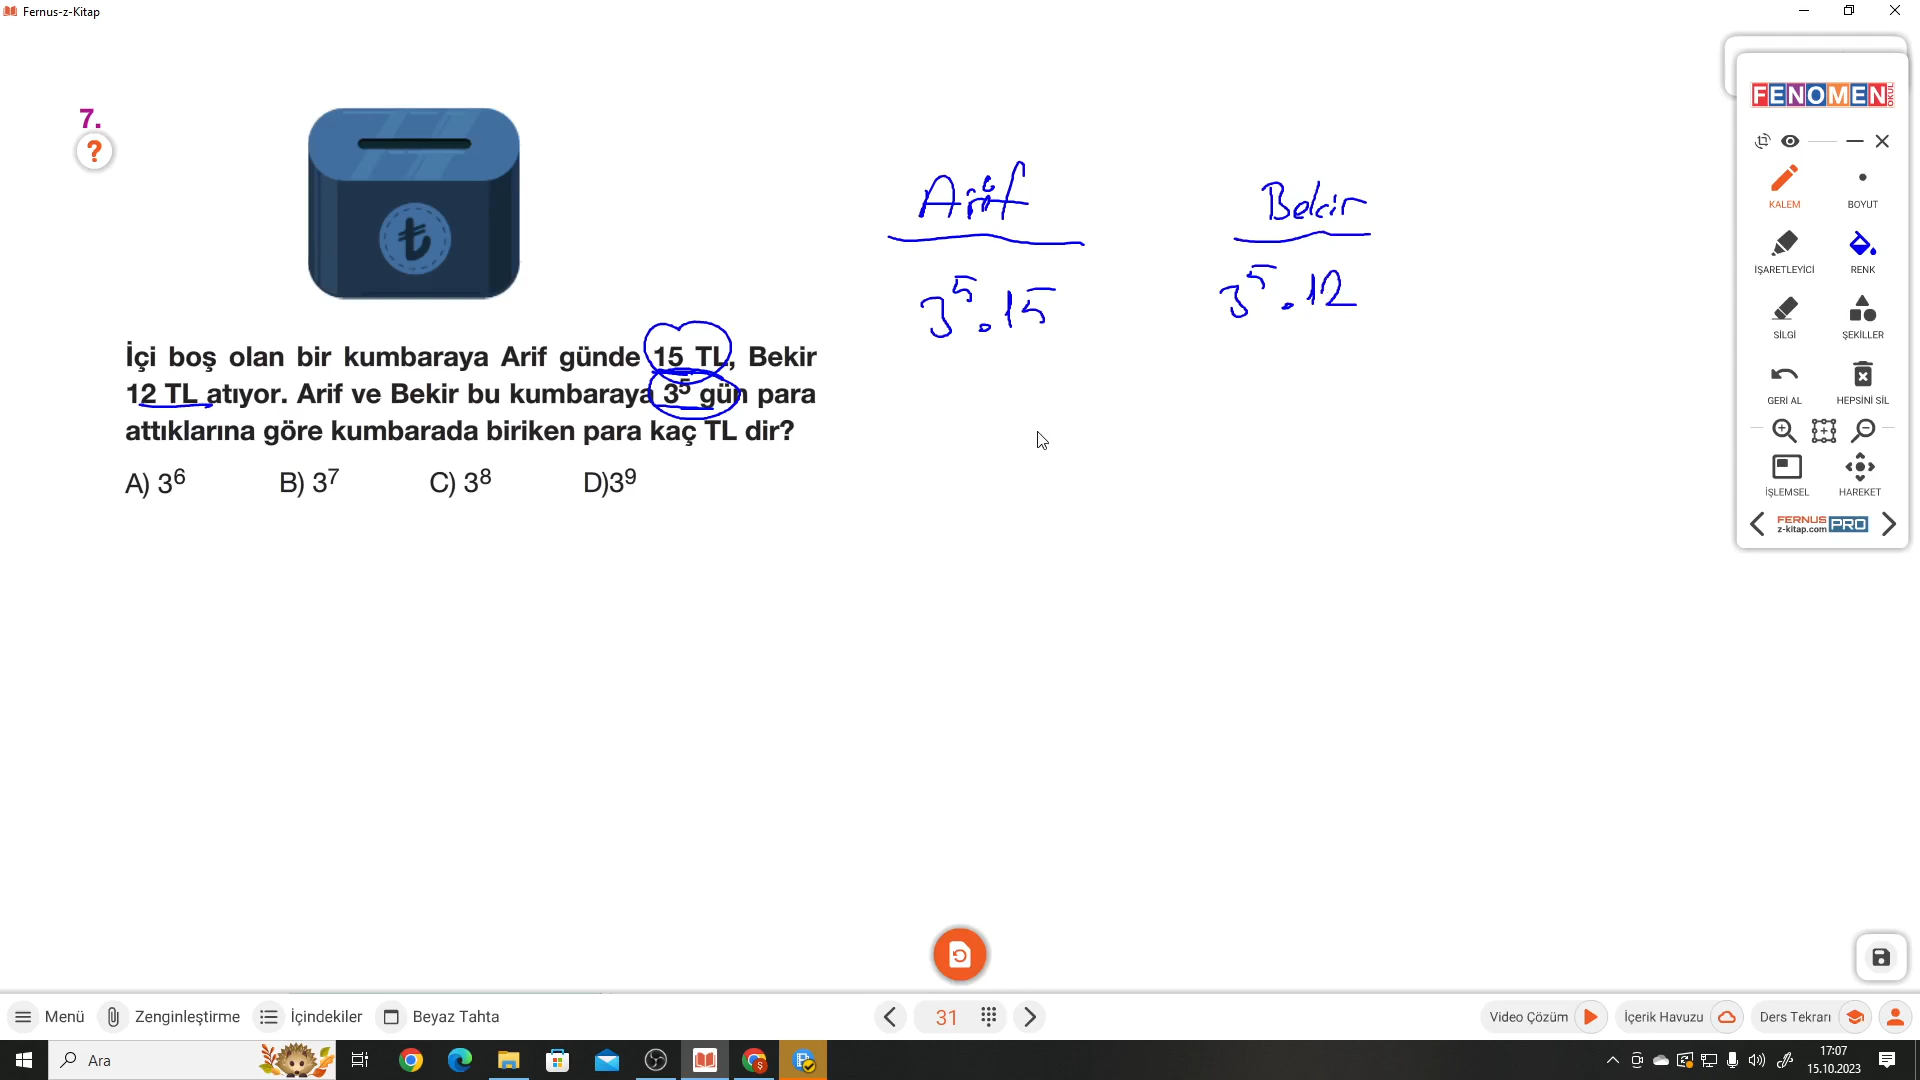 Fernus-z-Kitap
7.
?
Arif
Bekir
3⁵.15
3⁵.12
İçi boş olan bir kumbaraya Arif günde 15 TL, Bekir
12 TL atıyor. Arif ve Bekir bu kumbaraya 3⁵ gün para
attıklarına göre kumbarada biriken para kaç TL dir?
A) 3⁶ B) 3⁷ C) 3⁸ D)3⁹
FENOMEN OKUL
KALEM BOYUT
İŞARETLEYİCİ RENK
SİLGİ ŞEKİLLER
GERİ AL HEPSİNİ SİL
İŞLEMSEL HAREKET
FERNUS z-kitap.com PRO
Menü Zenginleştirme İçindekiler Beyaz Tahta 31 Video Çözüm İçerik Havuzu Ders Tekrarı
Ara
17:07
15.10.2023